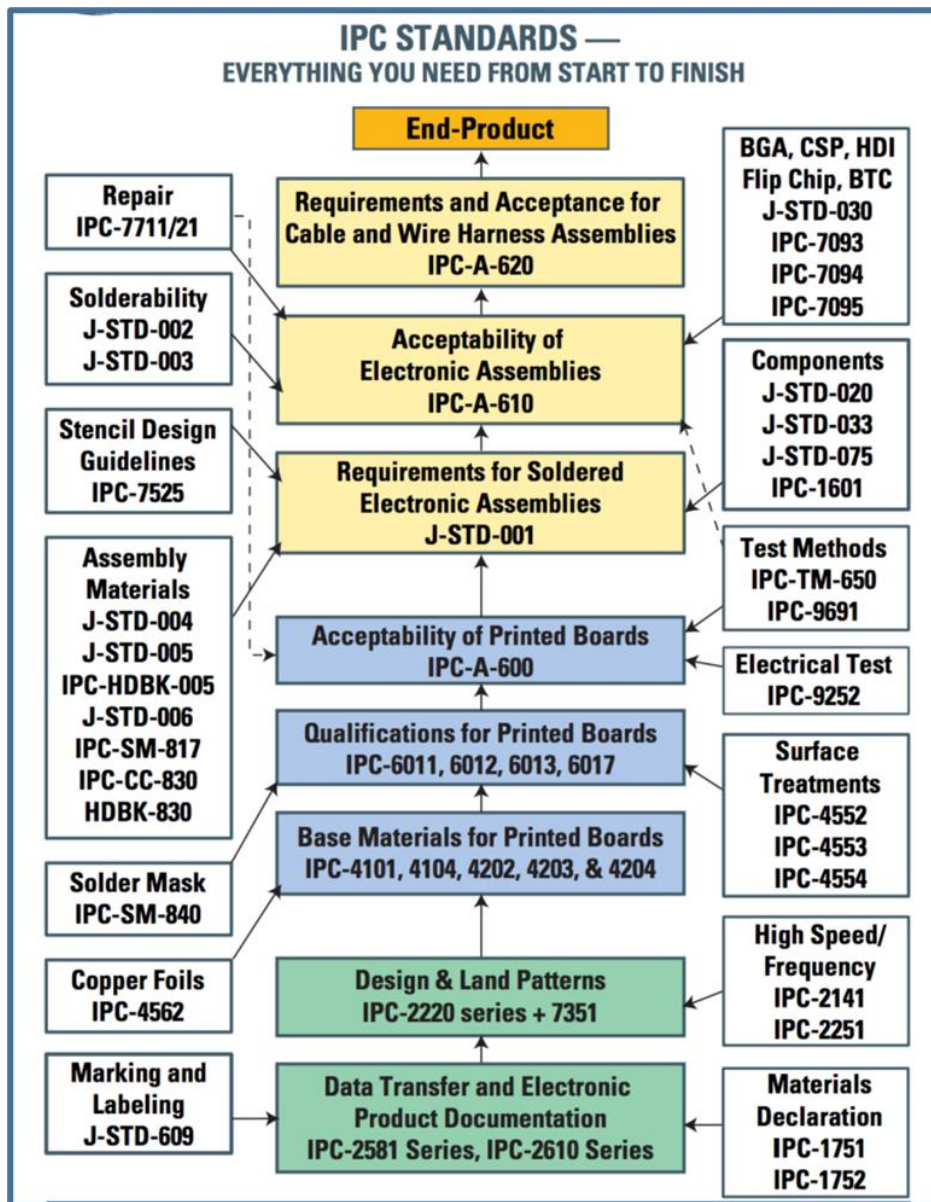 IPC STANDARDS —
EVERYTHING YOU NEED FROM START TO FINISH
End-Product
Requirements and Acceptance for
Cable and Wire Harness Assemblies
IPC-A-620
Acceptability of
Electronic Assemblies
IPC-A-610
Requirements for Soldered
Electronic Assemblies
J-STD-001
Acceptability of Printed Boards
IPC-A-600
Qualifications for Printed Boards
IPC-6011, 6012, 6013, 6017
Base Materials for Printed Boards
IPC-4101, 4104, 4202, 4203, & 4204
Design & Land Patterns
IPC-2220 series + 7351
Data Transfer and Electronic
Product Documentation
IPC-2581 Series, IPC-2610 Series
Repair
IPC-7711/21
Solderability
J-STD-002
J-STD-003
Stencil Design
Guidelines
IPC-7525
Assembly
Materials
J-STD-004
J-STD-005
IPC-HDBK-005
J-STD-006
IPC-SM-817
IPC-CC-830
HDBK-830
Solder Mask
IPC-SM-840
Copper Foils
IPC-4562
Marking and
Labeling
J-STD-609
BGA, CSP, HDI
Flip Chip, BTC
J-STD-030
IPC-7093
IPC-7094
IPC-7095
Components
J-STD-020
J-STD-033
J-STD-075
IPC-1601
Test Methods
IPC-TM-650
IPC-9691
Electrical Test
IPC-9252
Surface
Treatments
IPC-4552
IPC-4553
IPC-4554
High Speed/
Frequency
IPC-2141
IPC-2251
Materials
Declaration
IPC-1751
IPC-1752